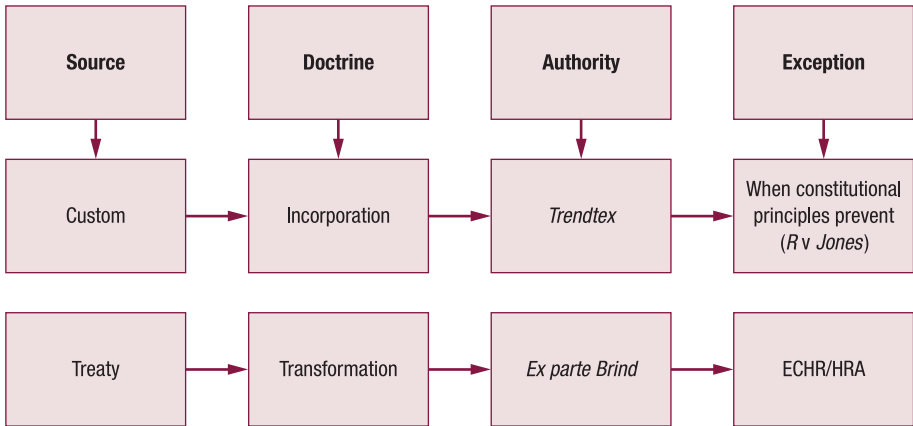 Source
Doctrine
Authority
Exception
Custom
Incorporation
Trendtex
When constitutional
principles prevent
(R v Jones)
Treaty
Transformation
Ex parte Brind
ECHR/HRA